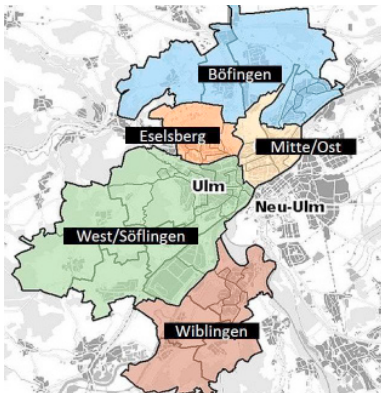 Böfingen
Eselsberg
Mitte/Ost
Ulm
Neu-Ulm
West/Söflingen
Wiblingen